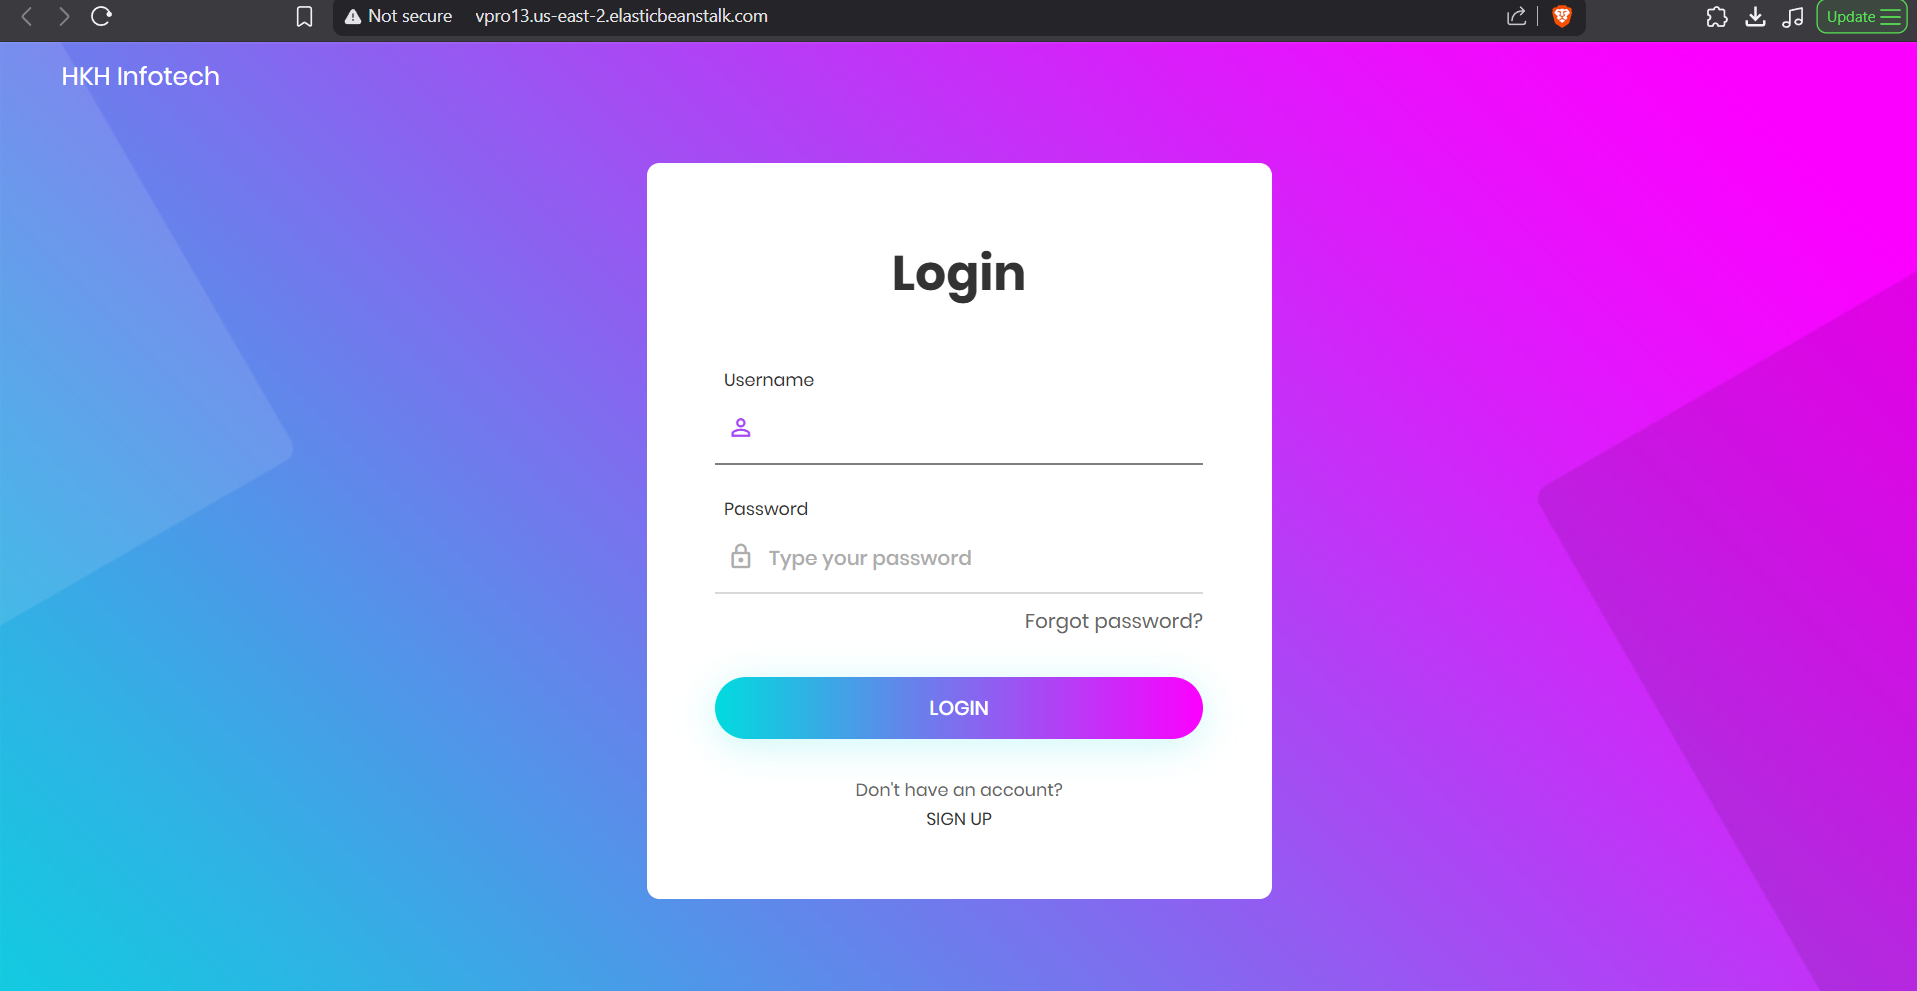 Not secure vpro13.us-east-2.elasticbeanstalk.com Update
HKH Infotech
Login
Username
Password
Type your password
Forgot password?
LOGIN
Don't have an account?
SIGN UP